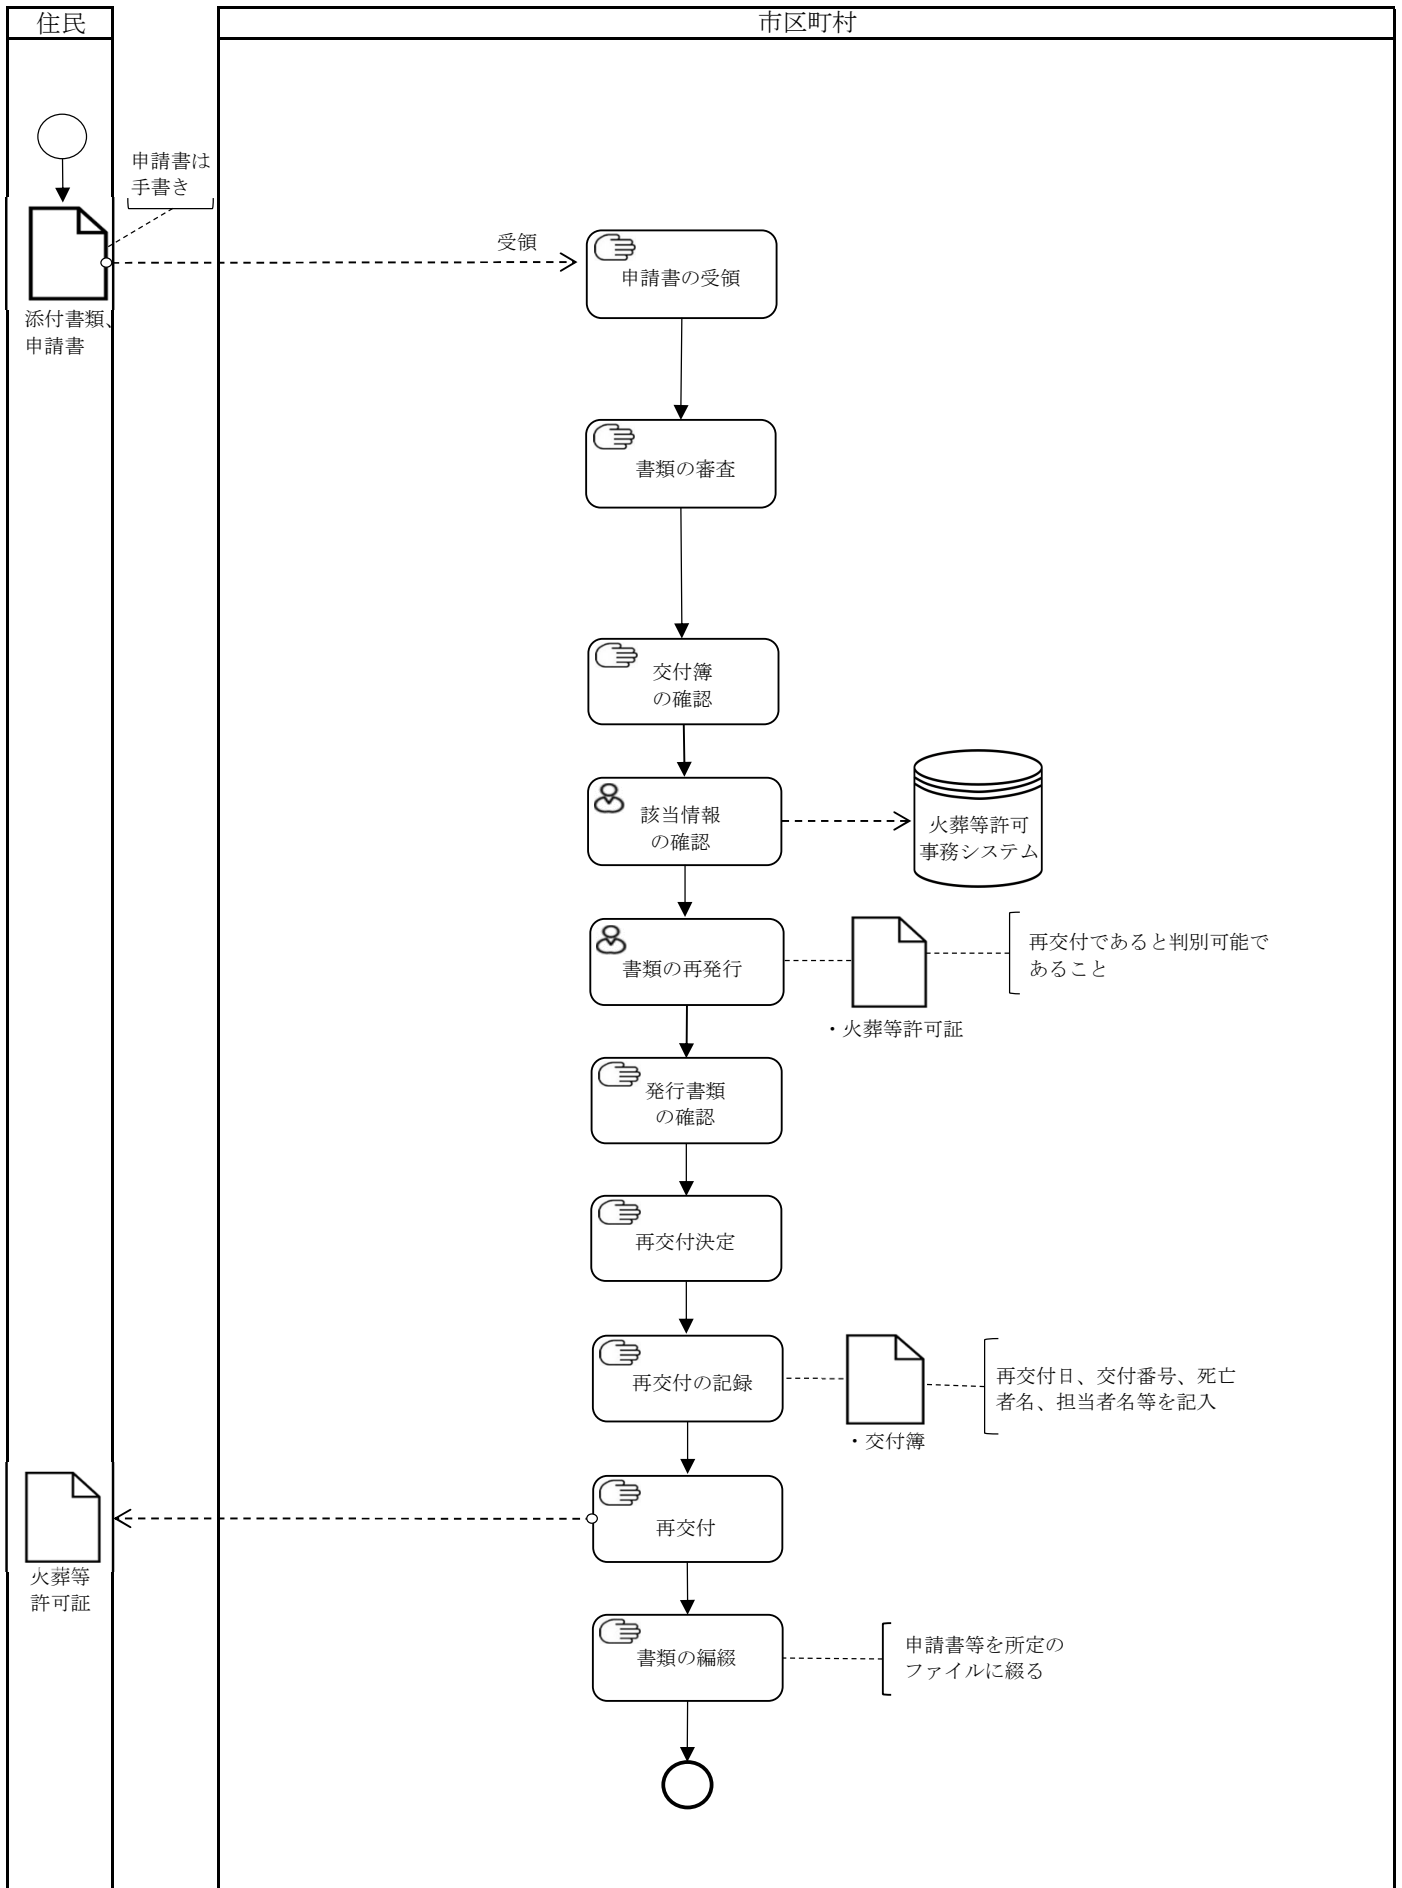 住民
市区町村
申請書は
手書き
受領
申請書の受領
添付書類、
申請書
書類の審査
交付簿
の確認
該当情報
の確認
火葬等許可
事務システム
書類の再発行
再交付であると判別可能で
あること
・火葬等許可証
発行書類
の確認
再交付決定
再交付の記録
再交付日、交付番号、死亡
者名、担当者名等を記入
・交付簿
再交付
火葬等
許可証
書類の編綴
申請書等を所定の
ファイルに綴る